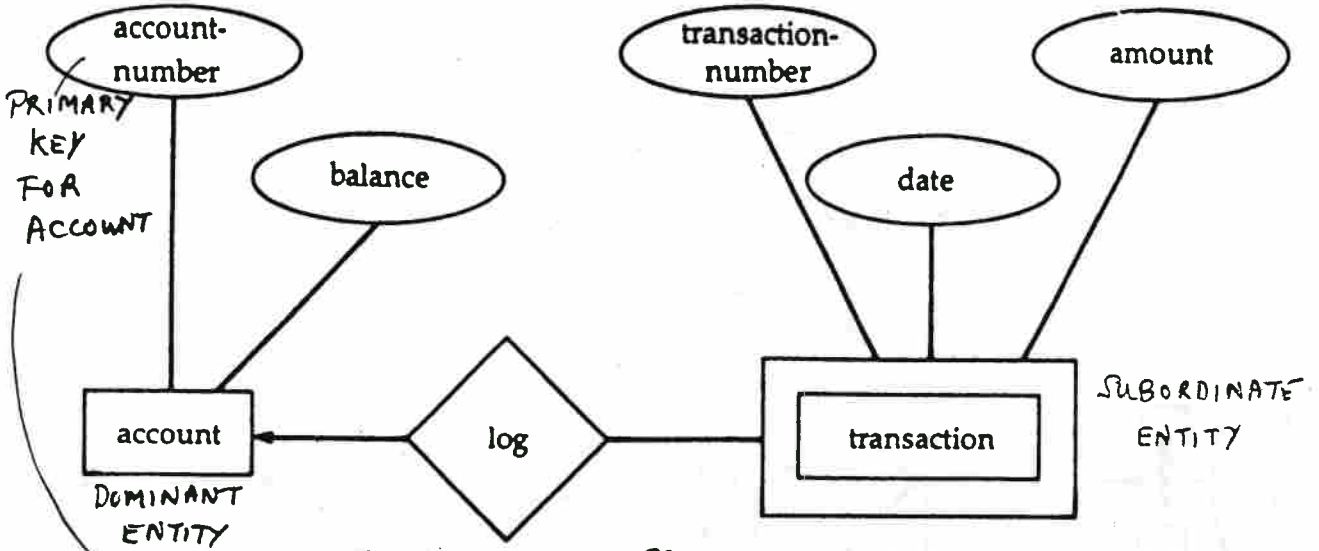 account-
number
transaction-
number
amount
PRIMARY
KEY
FOR
ACCOUNT
balance
date
account
log
transaction
SUBORDINATE
ENTITY
DOMINANT
ENTITY